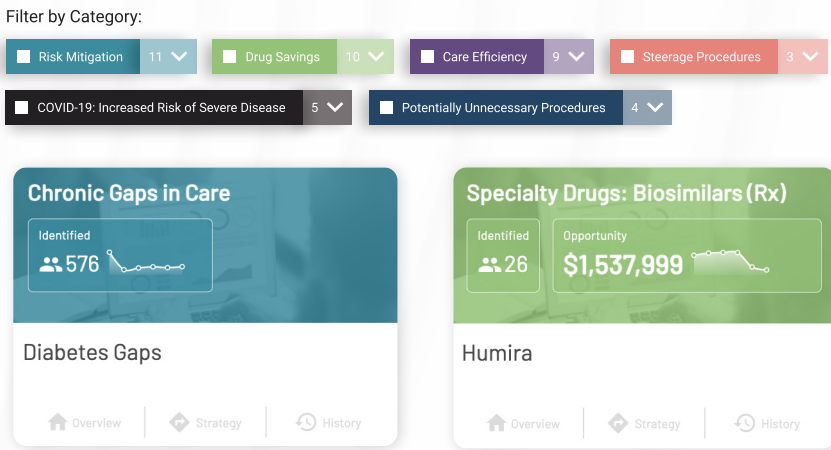 Filter by Category:
Risk Mitigation 11 Drug Savings 10 Care Efficiency 9 Steerage Procedures 3
COVID-19: Increased Risk of Severe Disease 5 Potentially Unnecessary Procedures 4
Chronic Gaps in Care
Identified
576
Diabetes Gaps
Overview Strategy History
Specialty Drugs: Biosimilars (Rx)
Identified Opportunity
26 $1,537,999
Humira
Overview Strategy History